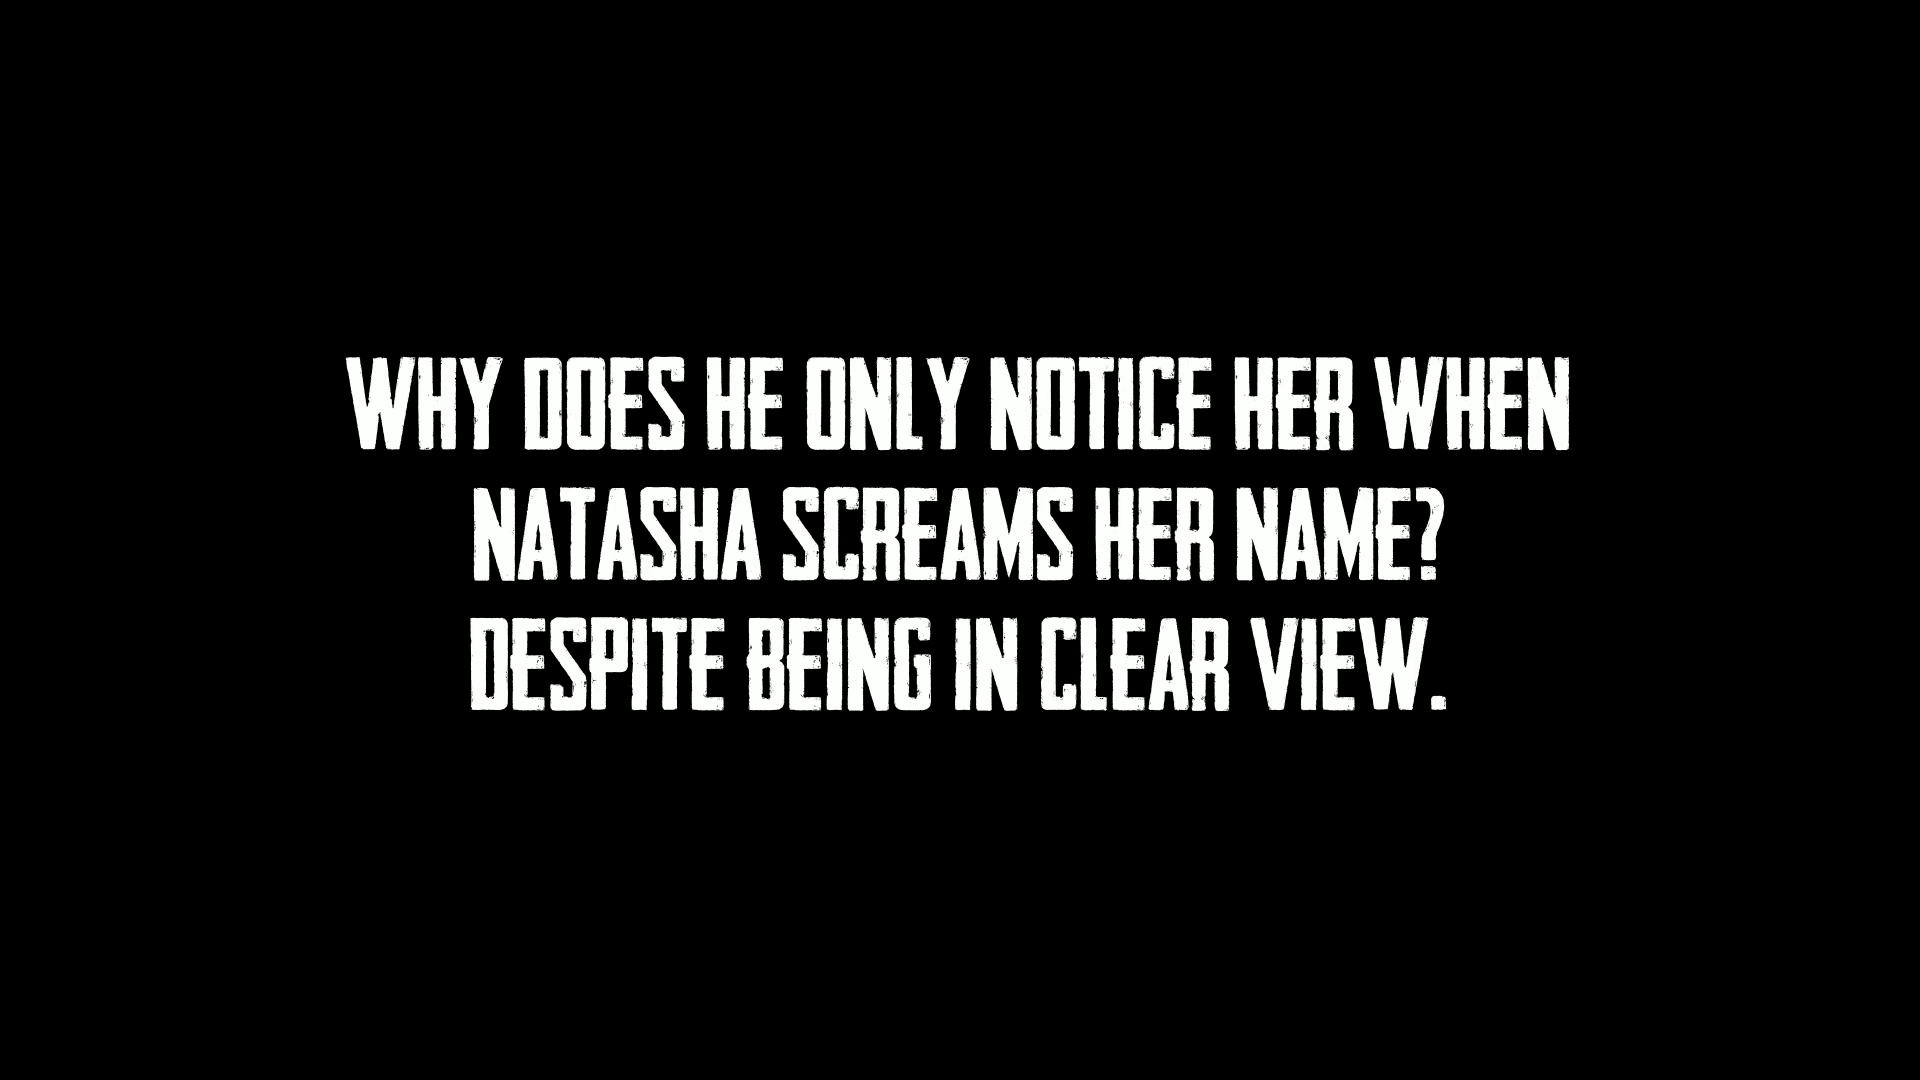 WHY DOES HE ONLY NOTICE HER WHEN
NATASHA SCREAMS HER NAME?
DESPITE BEING IN CLEAR VIEW.